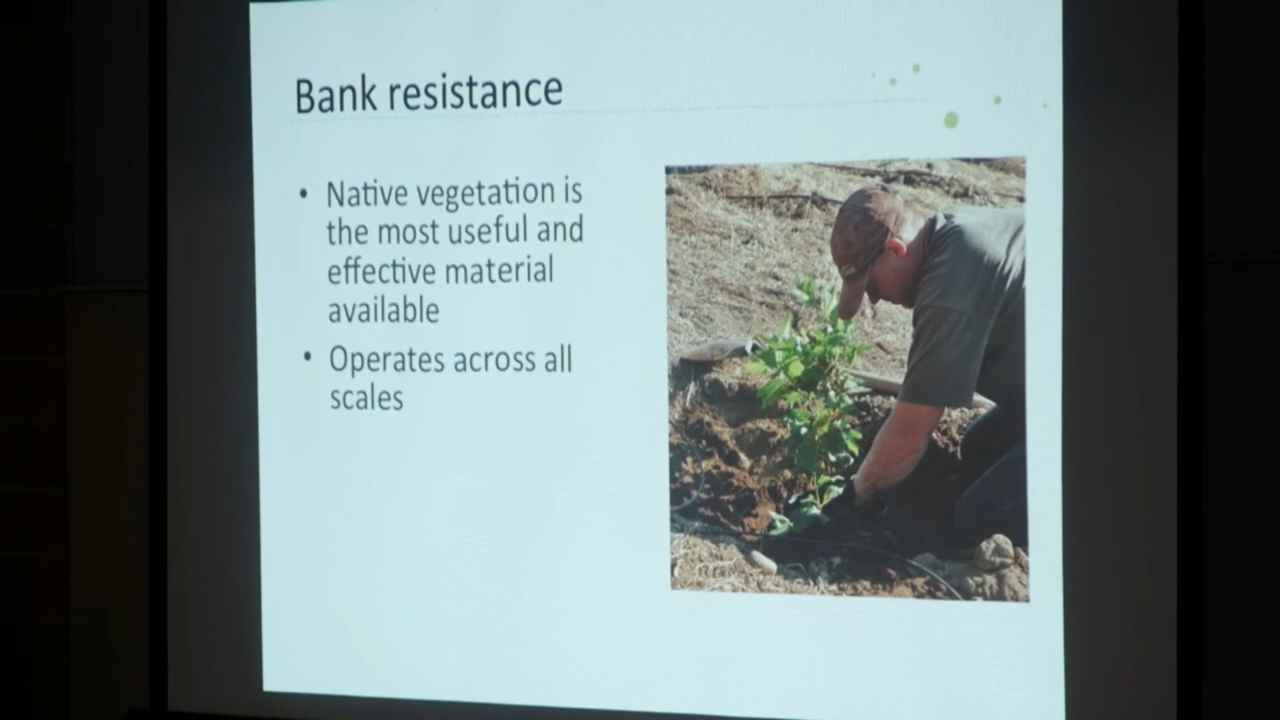 Bank resistance
• Native vegetation is
the most useful and
effective material
available
• Operates across all
scales